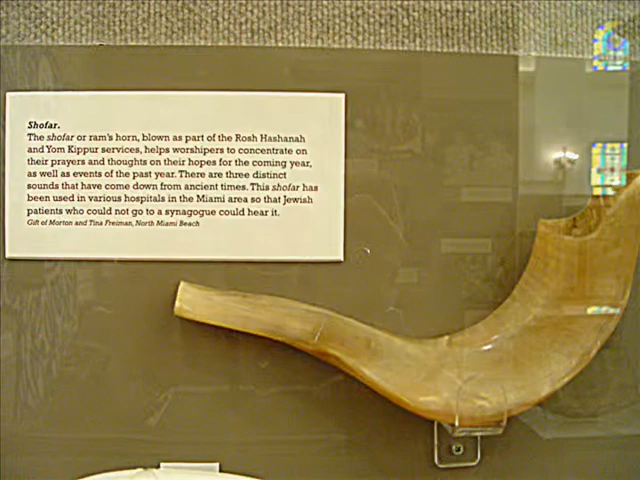 Shofar.
The shofar or ram's horn, blown as part of the Rosh Hashanah
and Yom Kippur services, helps worshipers to concentrate on
their prayers and thoughts on their hopes for the coming year,
as well as events of the past year. There are three distinct
sounds that have come down from ancient times. This shofar has
been used in various hospitals in the Miami area so that Jewish
patients who could not go to a synagogue could hear it.
Gift of Morton and Tina Freiman, North Miami Beach